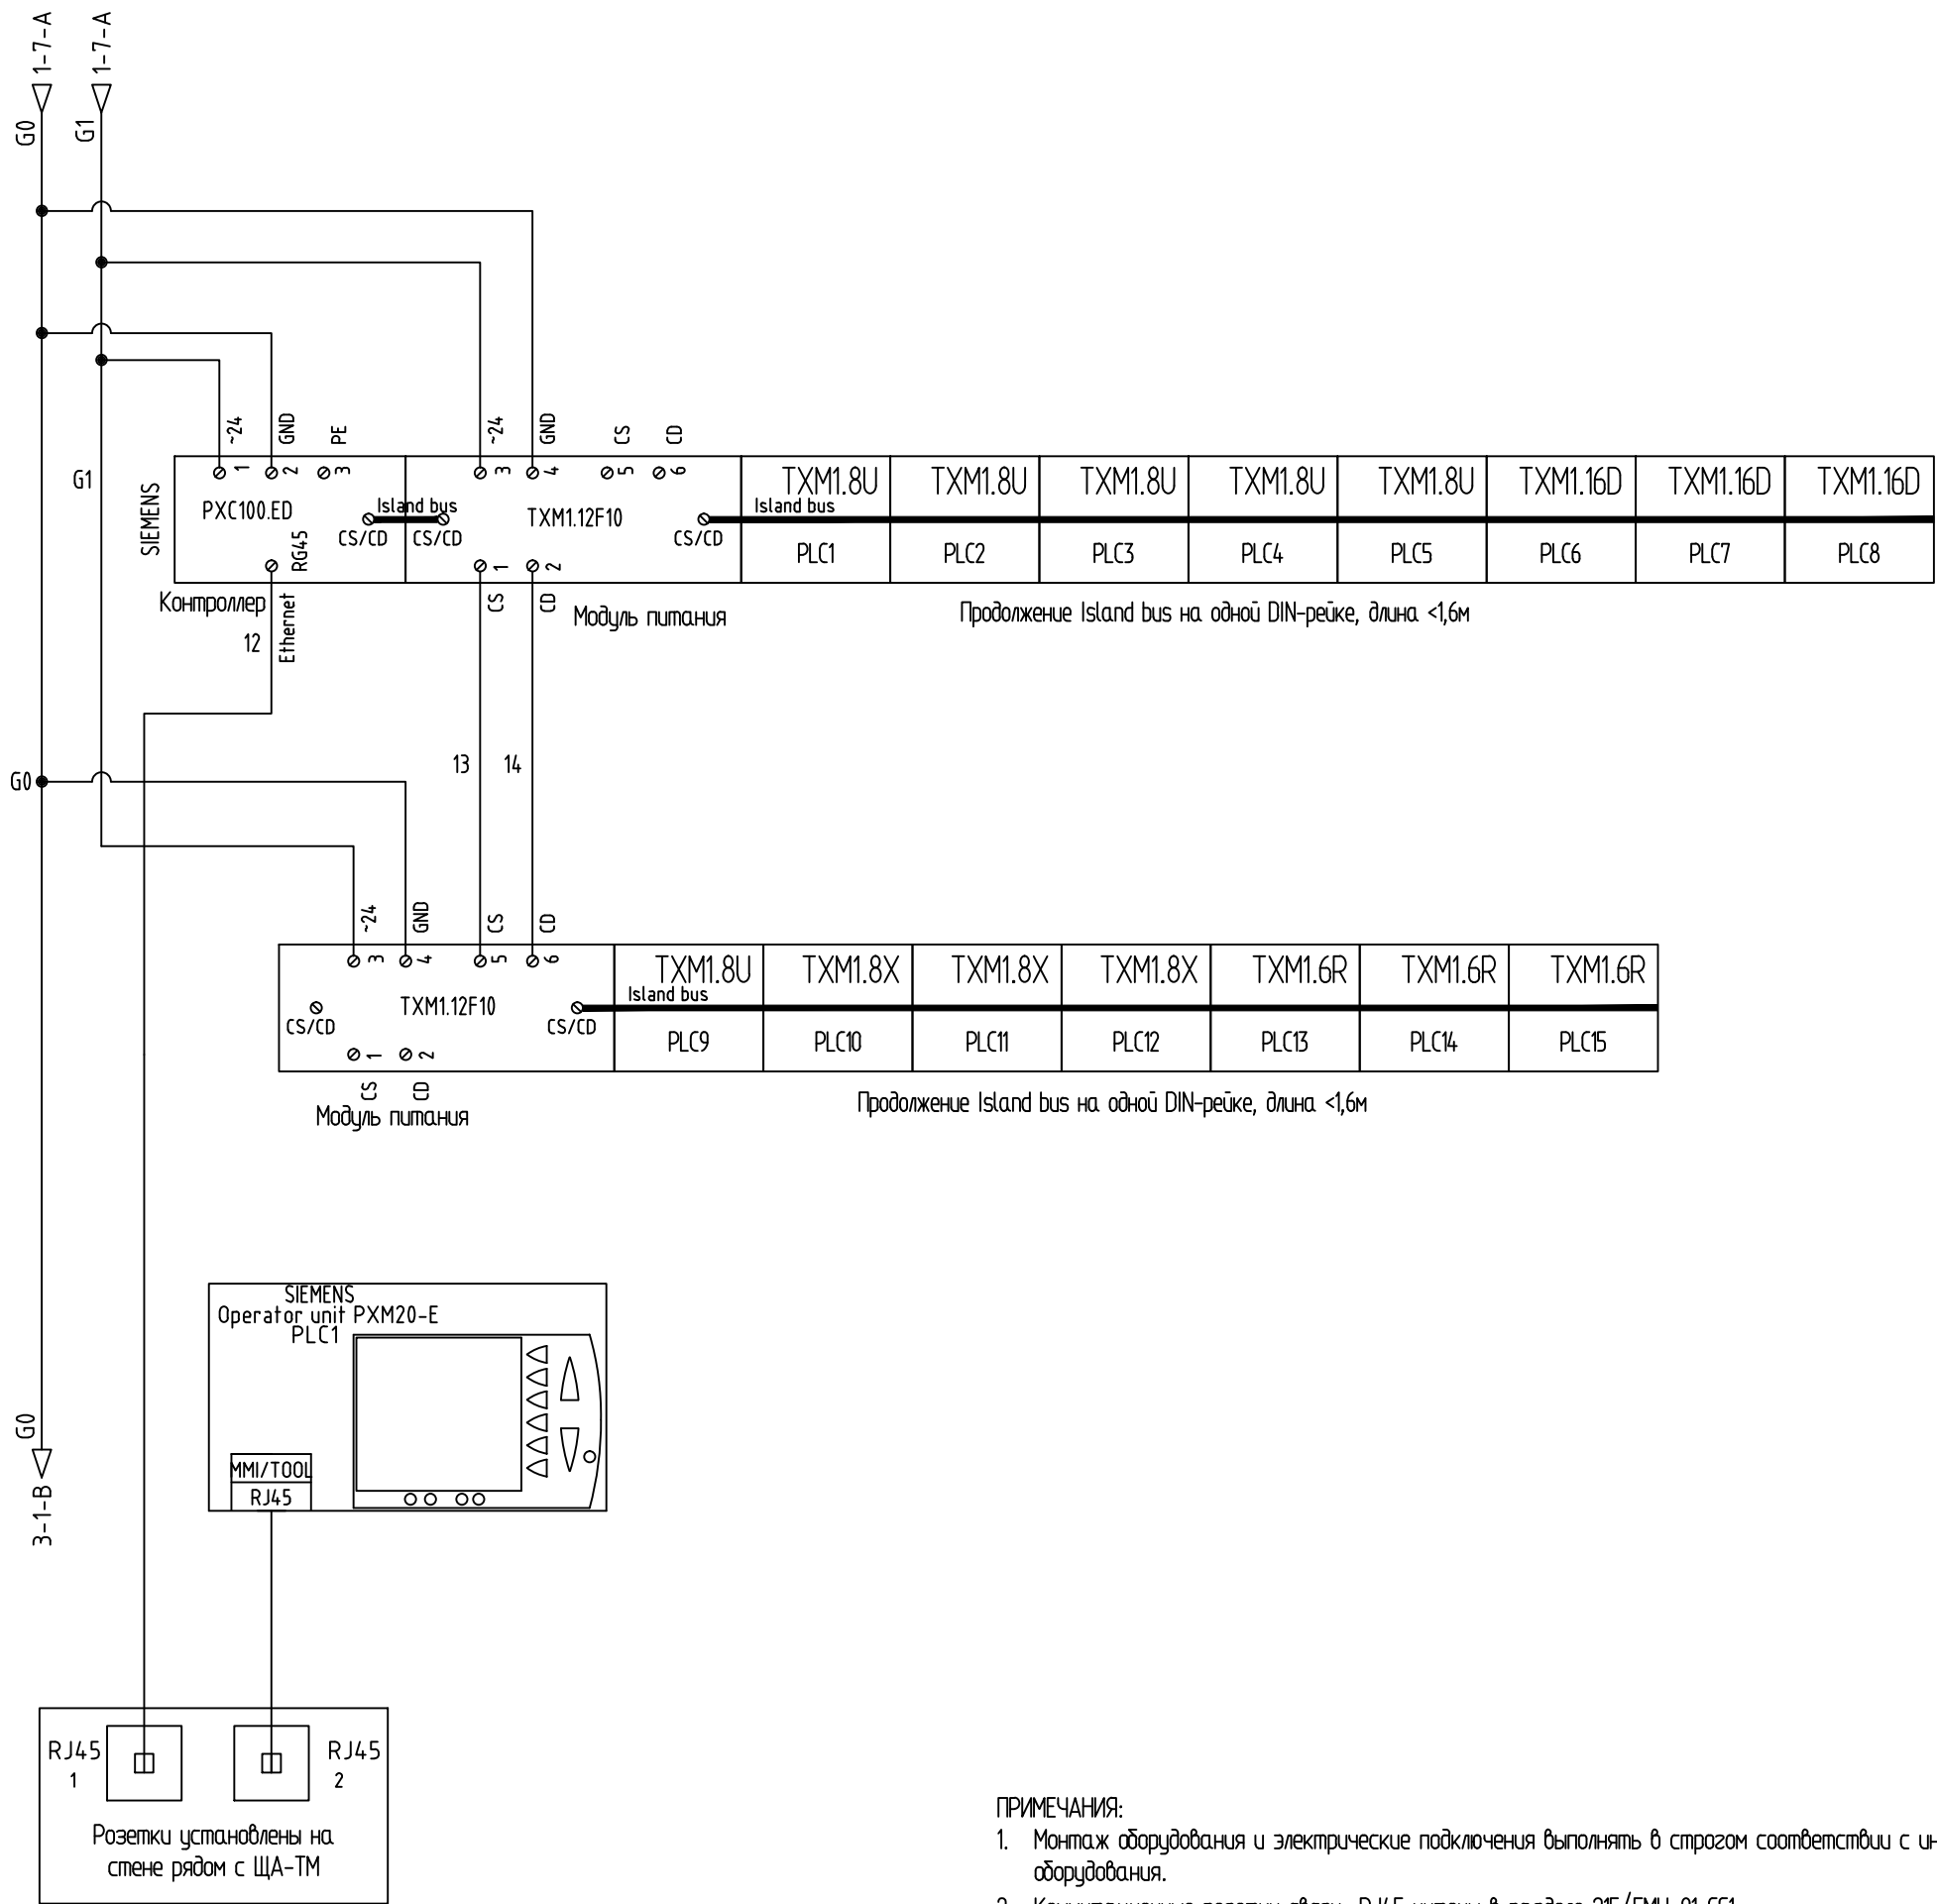 1-7-A
1-7-A
G0
G1
~24
GND
PE
~24
GND
CS
CD
G1
SIEMENS
1
2
3
3
4
5
6
PXC100.ED
RG45
CS/CD
Island bus
CS/CD
TXM1.12F10
CS/CD
Island bus
1
2
TXM1.8U
TXM1.8U
TXM1.8U
TXM1.8U
TXM1.8U
TXM1.16D
TXM1.16D
TXM1.16D
PLC1
PLC2
PLC3
PLC4
PLC5
PLC6
PLC7
PLC8
Контроллер
12
Ethernet
CS
CD
Модуль питания
Продолжение Island bus на одной DIN-рейке, длина <1,6м
13
14
G0
~24
GND
CS
CD
3
4
5
6
CS/CD
TXM1.12F10
CS/CD
Island bus
1
2
TXM1.8U
TXM1.8X
TXM1.8X
TXM1.8X
TXM1.6R
TXM1.6R
TXM1.6R
PLC9
PLC10
PLC11
PLC12
PLC13
PLC14
PLC15
CS
CD
Модуль питания
Продолжение Island bus на одной DIN-рейке, длина <1,6м
SIEMENS
Operator unit PXM20-E
PLC1
MMI/TOOL
RJ45
G0
3-1-B
RJ45
1
RJ45
2
Розетки установлены на
стене рядом с ЩА-ТМ
ПРИМЕЧАНИЯ:
1. Монтаж оборудования и электрические подключения выполнять в строгом соответствии с
оборудования.